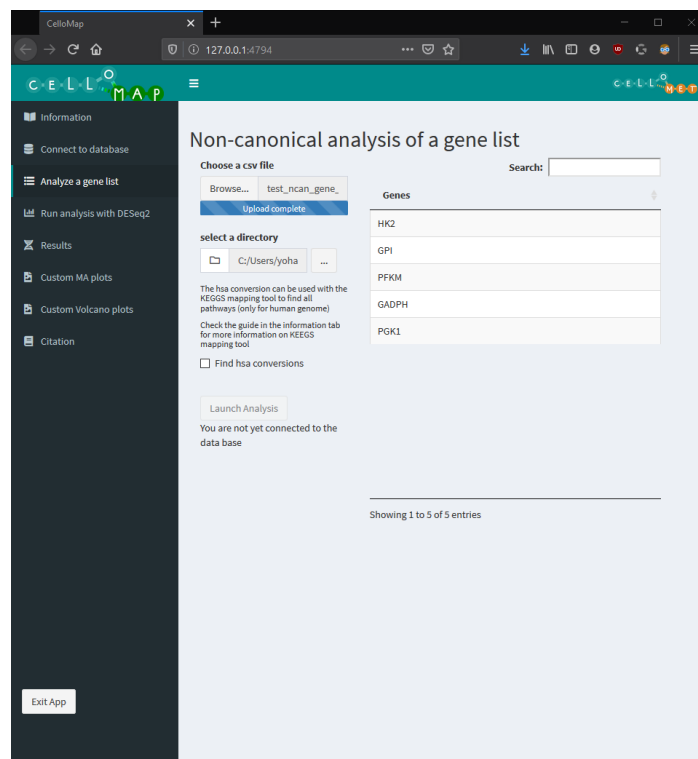 CelloMap
127.0.0.1:4794
C-E-L-L-O
MAP
C-E-L-L-O
MET
Information
Connect to database
Analyze a gene list
Run analysis with DESeq2
Results
Custom MA plots
Custom Volcano plots
Citation
Exit App
Non-canonical analysis of a gene list
Choose a csv file
Browse... test_ncan_gene_
Upload complete
select a directory
C:/Users/yoha ...
The hsa conversion can be used with the
KEGGS mapping tool to find all
pathways (only for human genome)
Check the guide in the information tab
for more information on KEEGS
mapping tool
Find hsa conversions
Launch Analysis
You are not yet connected to the
data base
Search:
Genes
HK2
GPI
PFKM
GADPH
PGK1
Showing 1 to 5 of 5 entries